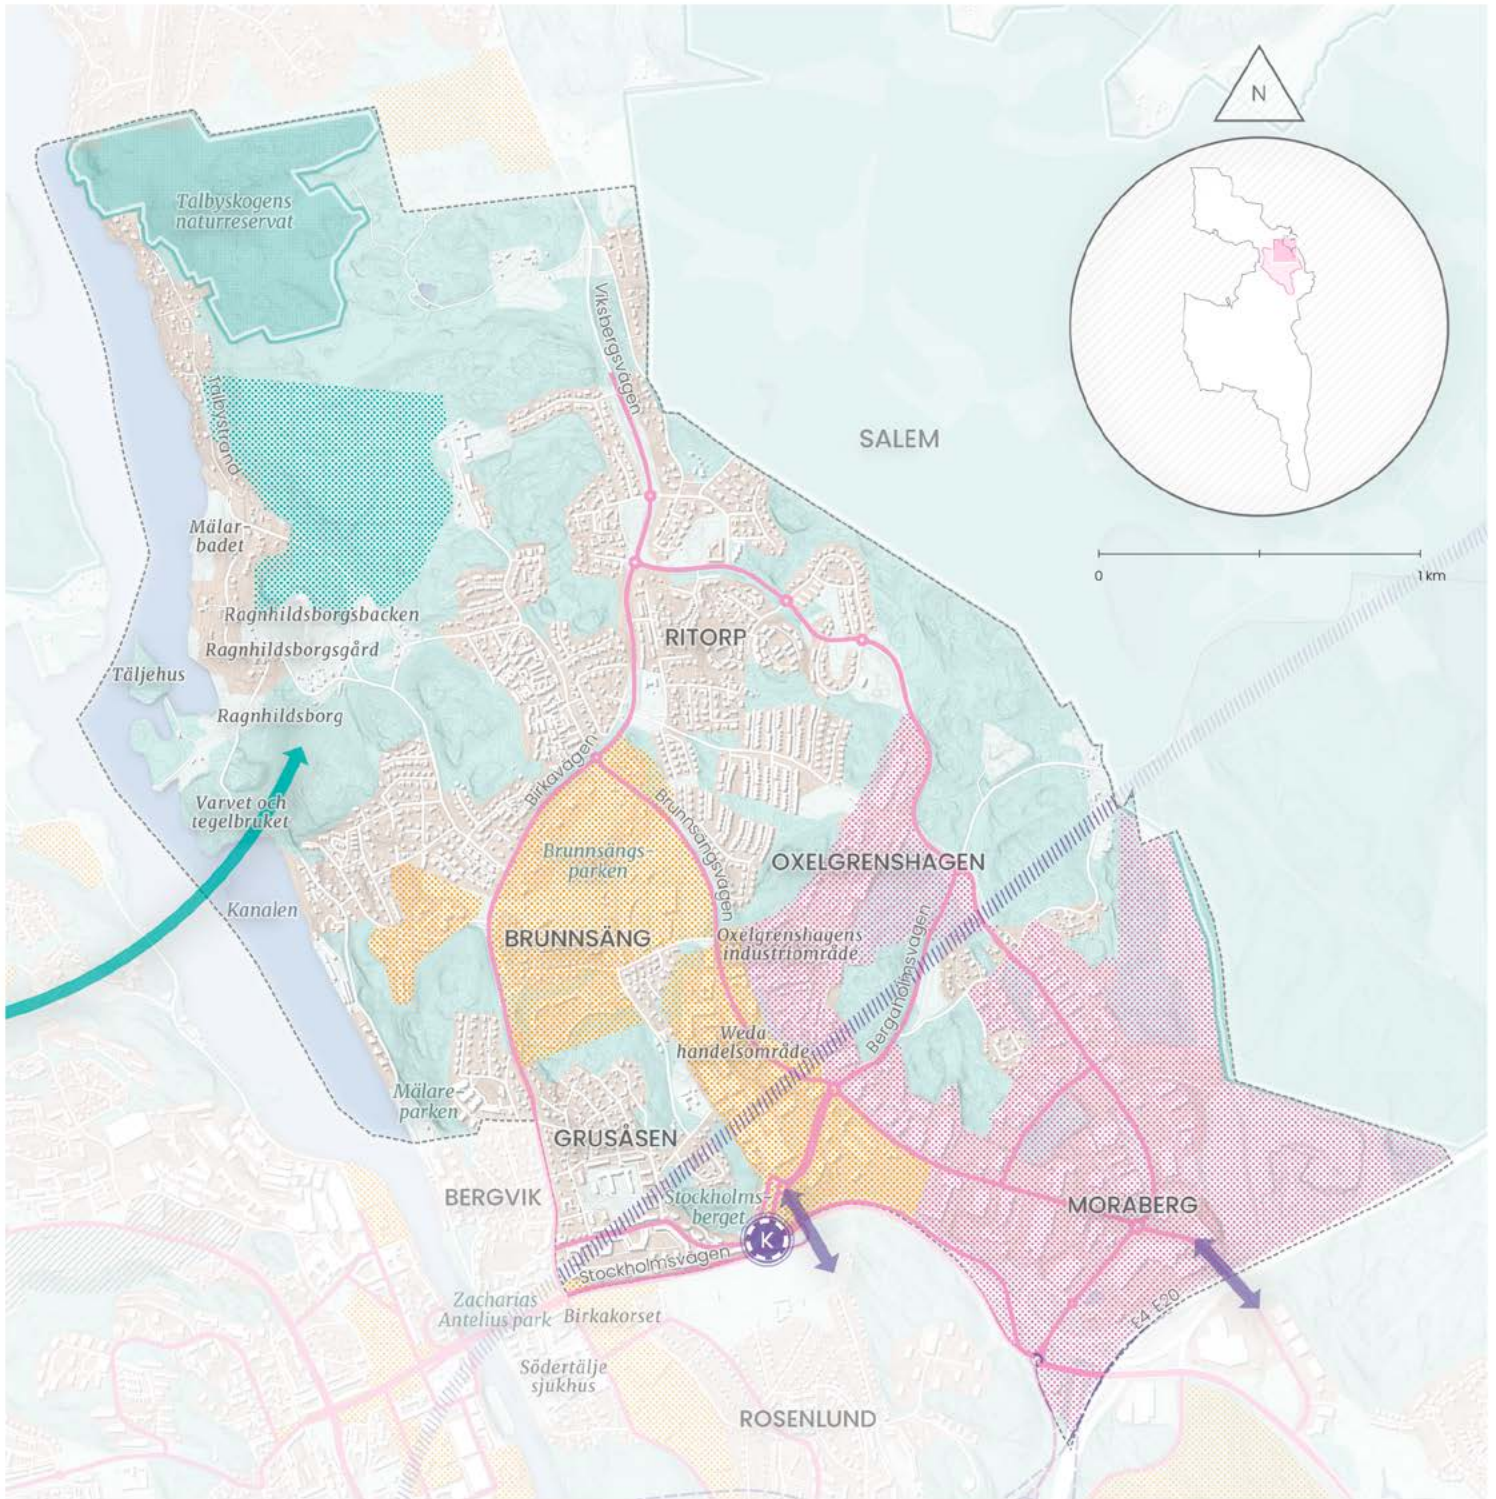 N
Talbyskogens
naturreservat
Viksbergsvägen
Talbystrand
SALEM
0
1 km
Mälar-
badet
Ragnhildsborgsbacken
Ragnhildsborgsgård
RITORP
Täljehus
Ragnhildsborg
Birkavägen
Varvet och
tegelbruket
Brunnsängsvägen
Brunnsängs-
parken
OXELGRENSHAGEN
Kanalen
BRUNNSÄNG
Oxelgrenshagens
industriområde
Bergaholmsvägen
Weda
handelsområde
Mälare-
parken
GRUSÅSEN
BERGVIK
Stockholms-
berget
MORABERG
K
Stockholmsvägen
Zacharias
Antelius park
Birkakorset
E4 E20
Södertälje
sjukhus
ROSENLUND